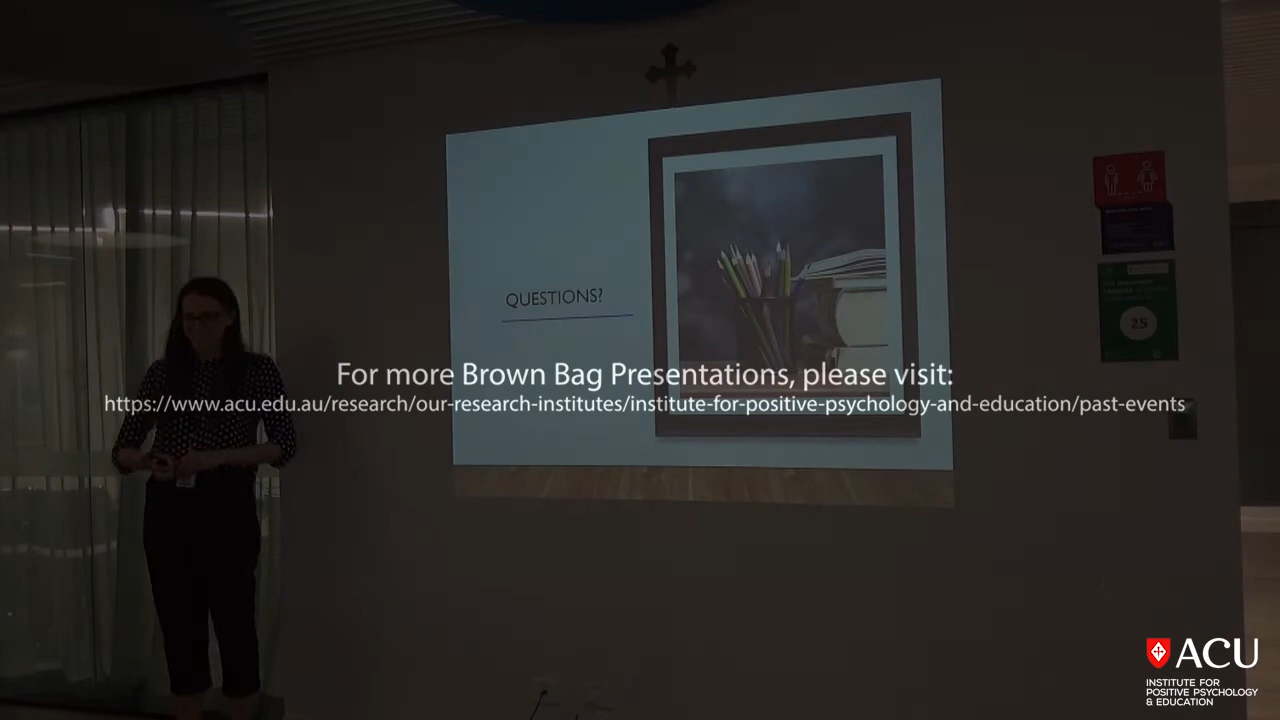 QUESTIONS?
25
For more Brown Bag Presentations, please visit:
https://www.acu.edu.au/research/our-research-institutes/institute-for-positive-psychology-and-education/past-events
ACU
INSTITUTE FOR
POSITIVE PSYCHOLOGY
& EDUCATION